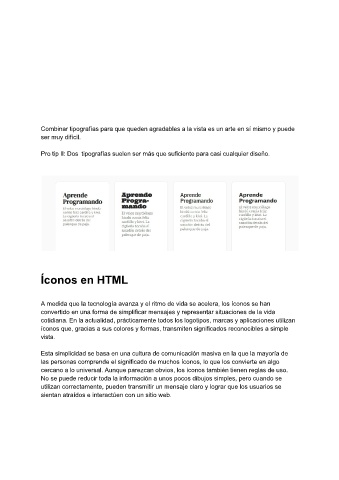 Combinar tipografías para que queden agradables a la vista es un arte en sí mismo y puede
ser muy difícil.
Pro tip II: Dos  tipografías suelen ser más que suficiente para casi cualquier diseño.
Aprende
Programando
Aprende
Progra-
mando
Aprende
Programando
Aprende
Programando
Íconos en HTML
A medida que la tecnología avanza y el ritmo de vida se acelera, los íconos se han
convertido en una forma de simplificar mensajes y representar situaciones de la vida
cotidiana. En la actualidad, prácticamente todos los logotipos, marcas y aplicaciones utilizan
íconos que, gracias a sus colores y formas, transmiten significados reconocibles a simple
vista.
Esta simplicidad se basa en una cultura de comunicación masiva en la que la mayoría de
las personas comprende el significado de muchos íconos, lo que los convierte en algo
cercano a lo universal. Aunque parezcan obvios, los íconos también tienen reglas de uso.
No se puede reducir toda la información a unos pocos dibujos simples, pero cuando se
utilizan correctamente, pueden transmitir un mensaje claro y lograr que los usuarios se
sientan atraídos e interactúen con un sitio web.